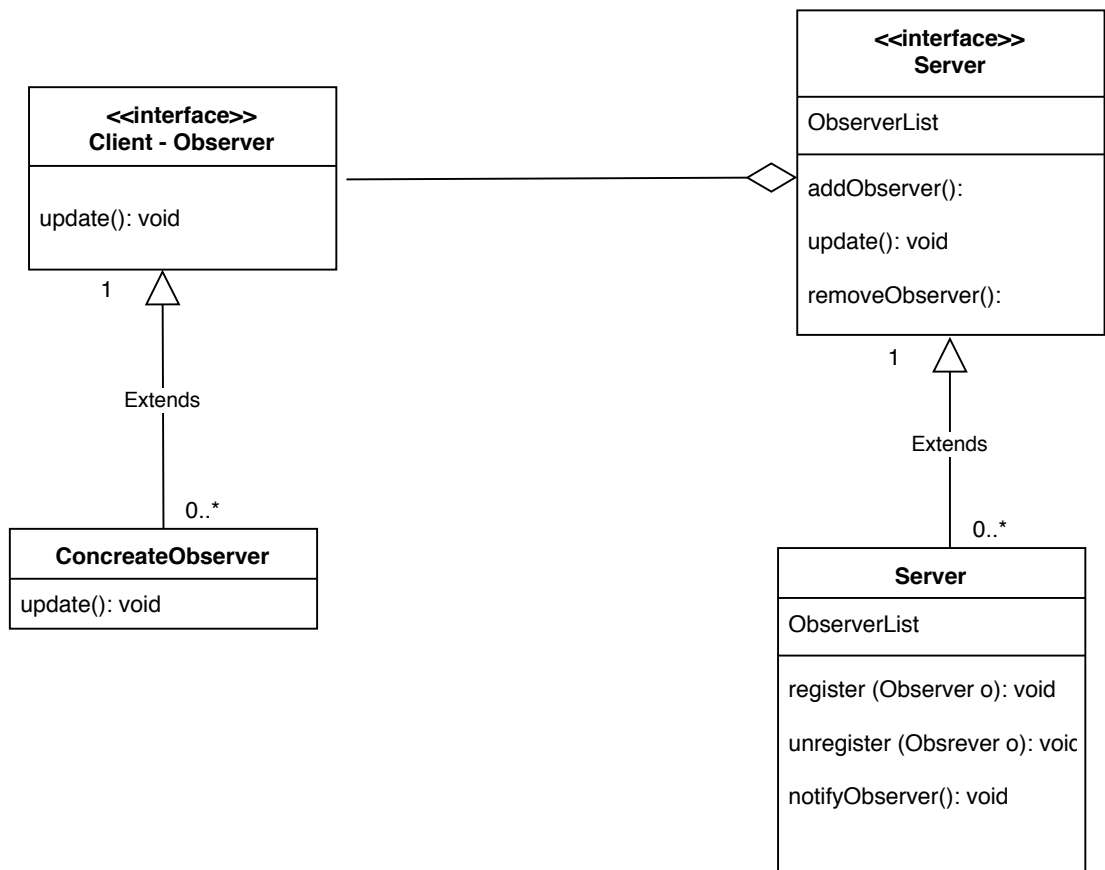 <<interface>>
Server
ObserverList
addObserver():
update(): void
removeObserver():
<<interface>>
Client - Observer
update(): void
1
Extends
0..*
1
Extends
0..*
ConcreateObserver
update(): void
Server
ObserverList
register (Observer o): void
unregister (Obsrever o): voic
notifyObserver(): void